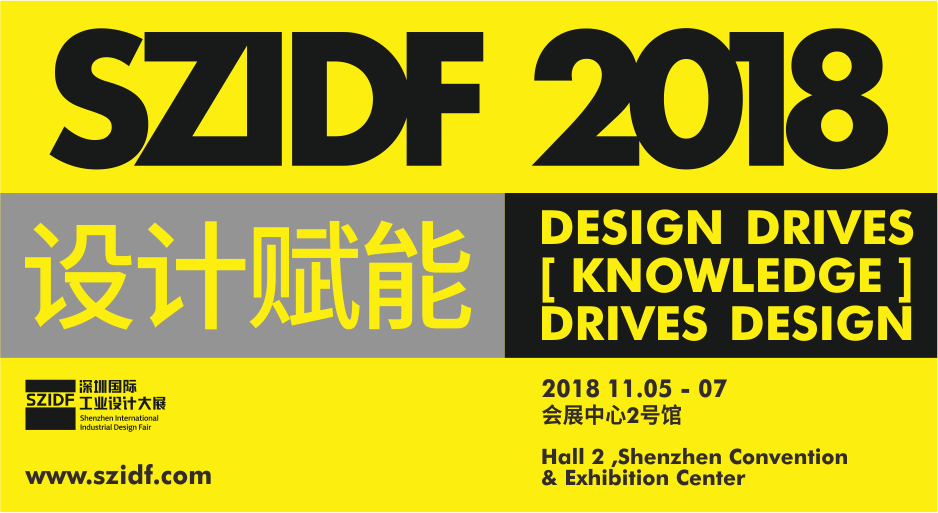 SZIDF 2018
设计赋能
DESIGN DRIVES
[ KNOWLEDGE ]
DRIVES DESIGN
SZIDF
深圳国际
工业设计大展
Shenzhen International
Industrial Design Fair
www.szidf.com
2018 11.05 - 07
会展中心2号馆
Hall 2 ,Shenzhen Convention
& Exhibition Center